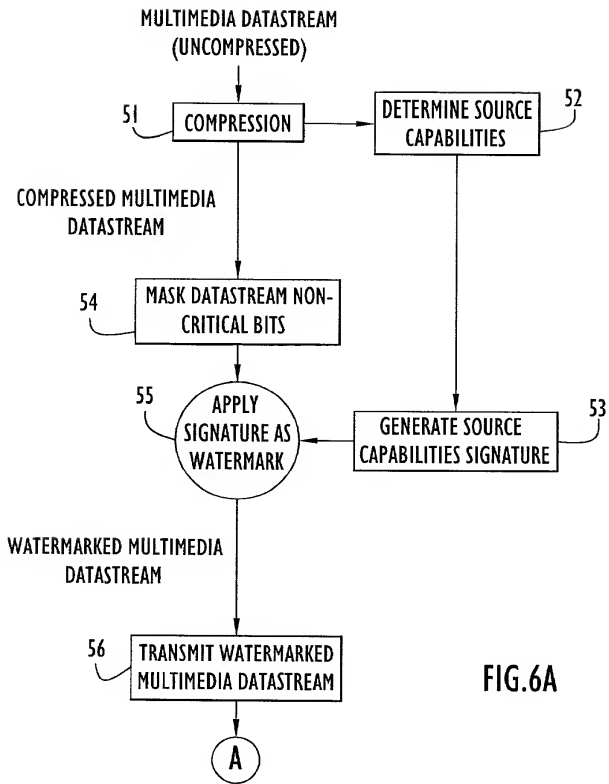 MULTIMEDIA DATASTREAM
(UNCOMPRESSED)
51
COMPRESSION
DETERMINE SOURCE
CAPABILITIES
52
COMPRESSED MULTIMEDIA
DATASTREAM
54
MASK DATASTREAM NON-
CRITICAL BITS
55
APPLY
SIGNATURE AS
WATERMARK
GENERATE SOURCE
CAPABILITIES SIGNATURE
53
WATERMARKED MULTIMEDIA
DATASTREAM
56
TRANSMIT WATERMARKED
MULTIMEDIA DATASTREAM
FIG.6A
A